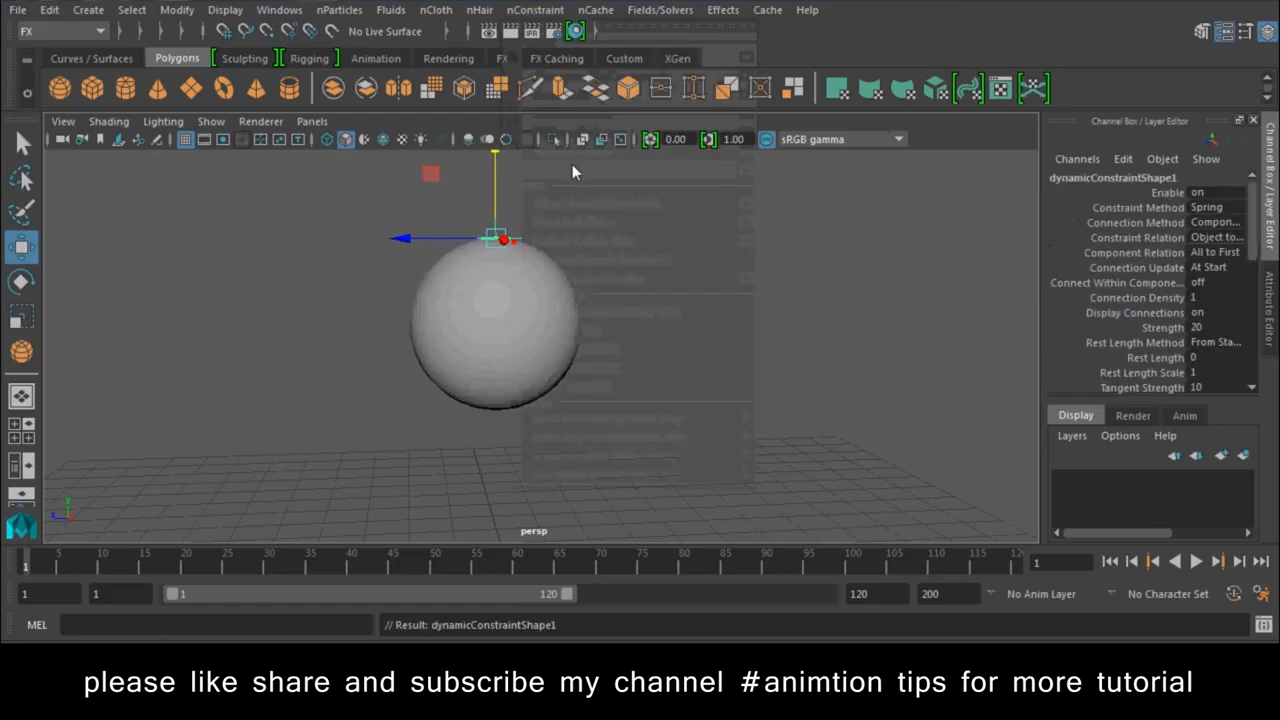 File Edit Create Select Modify Display Windows nParticles Fluids nCloth nHair nConstraint nCache Fields/Solvers Effects Cache Help
FX No Live Surface
Curves / Surfaces Polygons Sculpting Rigging Animation Rendering FX FX Caching Custom XGen
View Shading Lighting Show Renderer Panels
0.00 1.00 sRGB gamma
persp
Channel Box / Layer Editor
Channels Edit Object Show
dynamicConstraintShape1
Enable on
Constraint Method Spring
Connection Method Compon...
Constraint Relation Object to...
Component Relation All to First
Connection Update At Start
Connect Within Compone... off
Connection Density 1
Display Connections on
Strength 20
Rest Length Method From Sta...
Rest Length 0
Rest Length Scale 1
Tangent Strength 10
Display Render Anim
Layers Options Help
Channel Box / Layer Editor
Attribute Editor
5 10 15 20 25 30 35 40 45 50 55 60 65 70 75 80 85 90 95 100 105 110 115 12
1 1
1 1 1 120 120 200 No Anim Layer No Character Set
MEL // Result: dynamicConstraintShape1
please like share and subscribe my channel #animtion tips for more tutorial